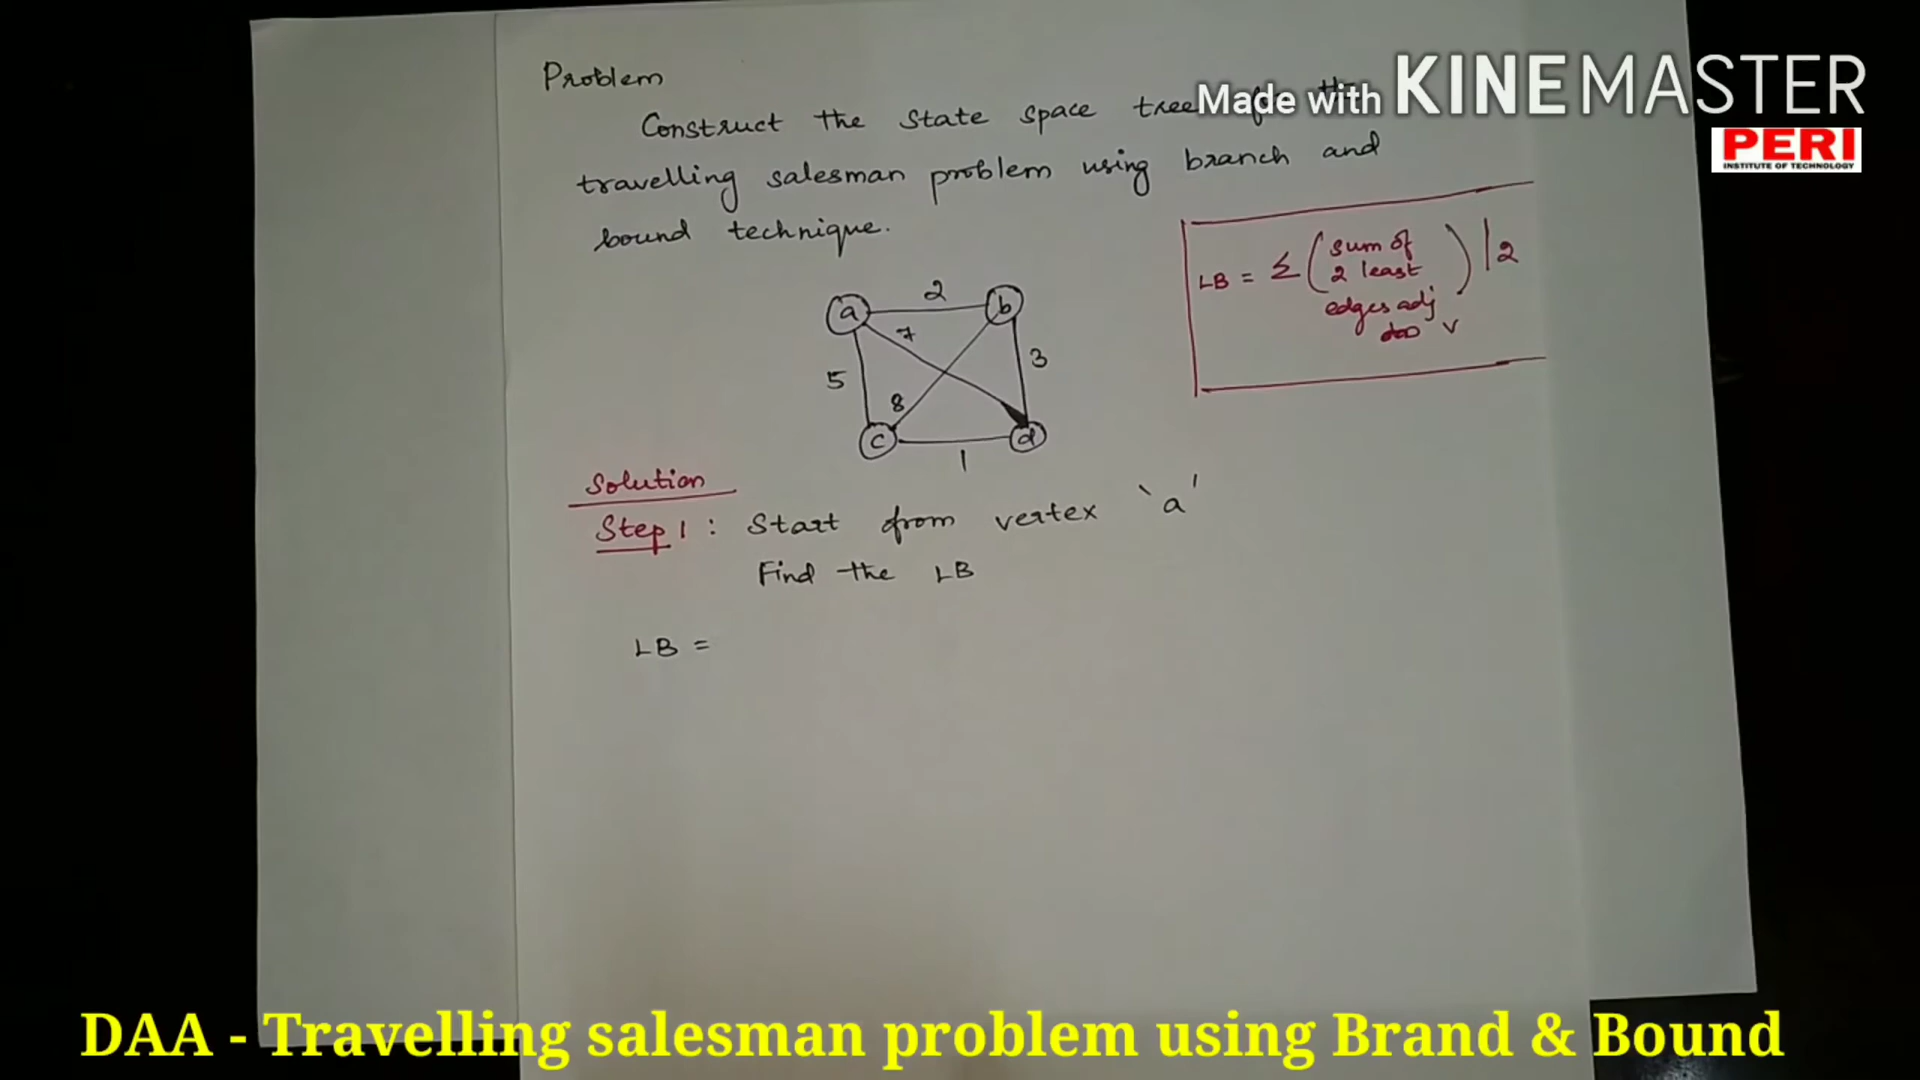 Problem
Construct the state space tree for the
Made with KINEMASTER
PERI
INSTITUTE OF TECHNOLOGY
travelling salesman problem using branch and
bound technique.
LB = Σ ( sum of
2 least
edges adj
to v ) / 2
a 2 b
7
5 3
8
c 1 d
Solution
Step 1 : Start from vertex `a'
Find the LB
LB =
DAA - Travelling salesman problem using Brand & Bound